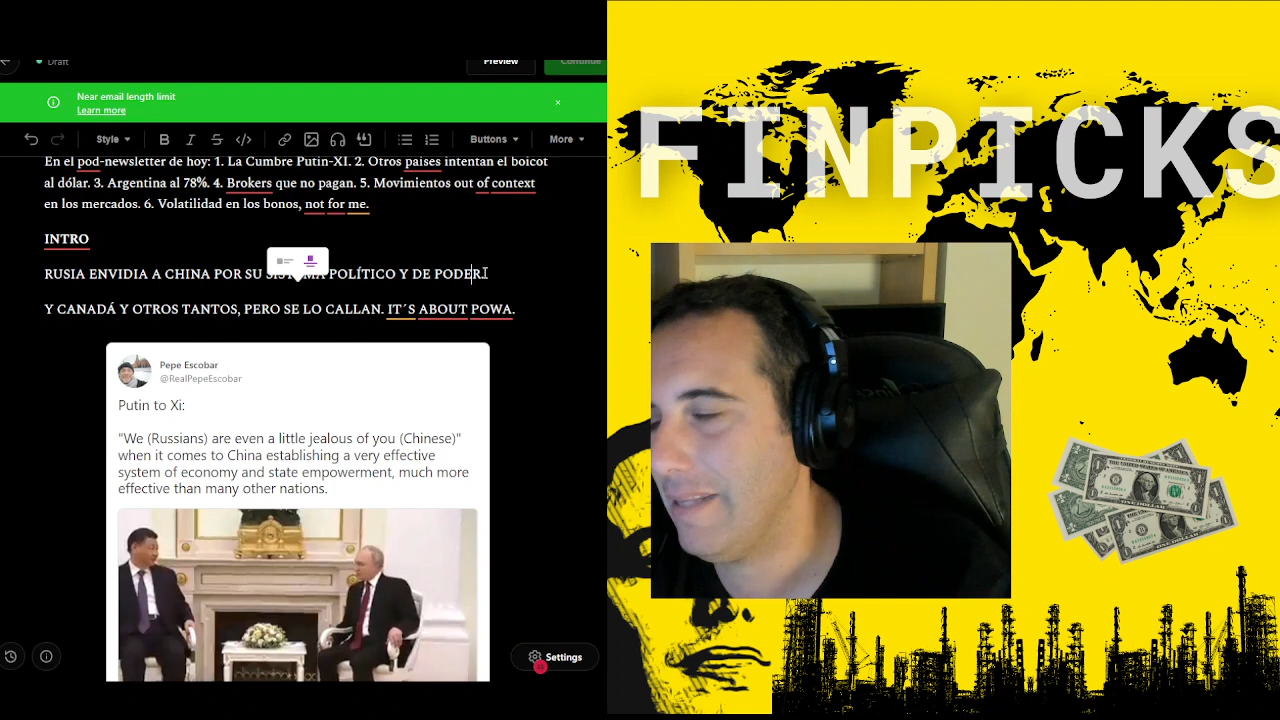 Draft
Preview
Continue
Near email length limit
Learn more
Style
Buttons
More
En el pod-newsletter de hoy: 1. La Cumbre Putin-XI. 2. Otros paises intentan el boicot
al dólar. 3. Argentina al 78%. 4. Brokers que no pagan. 5. Movimientos out of context
en los mercados. 6. Volatilidad en los bonos, not for me.
INTRO
RUSIA ENVIDIA A CHINA POR SU SISTEMA POLÍTICO Y DE PODER.
Y CANADÁ Y OTROS TANTOS, PERO SE LO CALLAN. IT´S ABOUT POWA.
Pepe Escobar
@RealPepeEscobar
Putin to Xi:
"We (Russians) are even a little jealous of you (Chinese)"
when it comes to China establishing a very effective
system of economy and state empowerment, much more
effective than many other nations.
Settings
FINPICKS
ONE DOLLAR